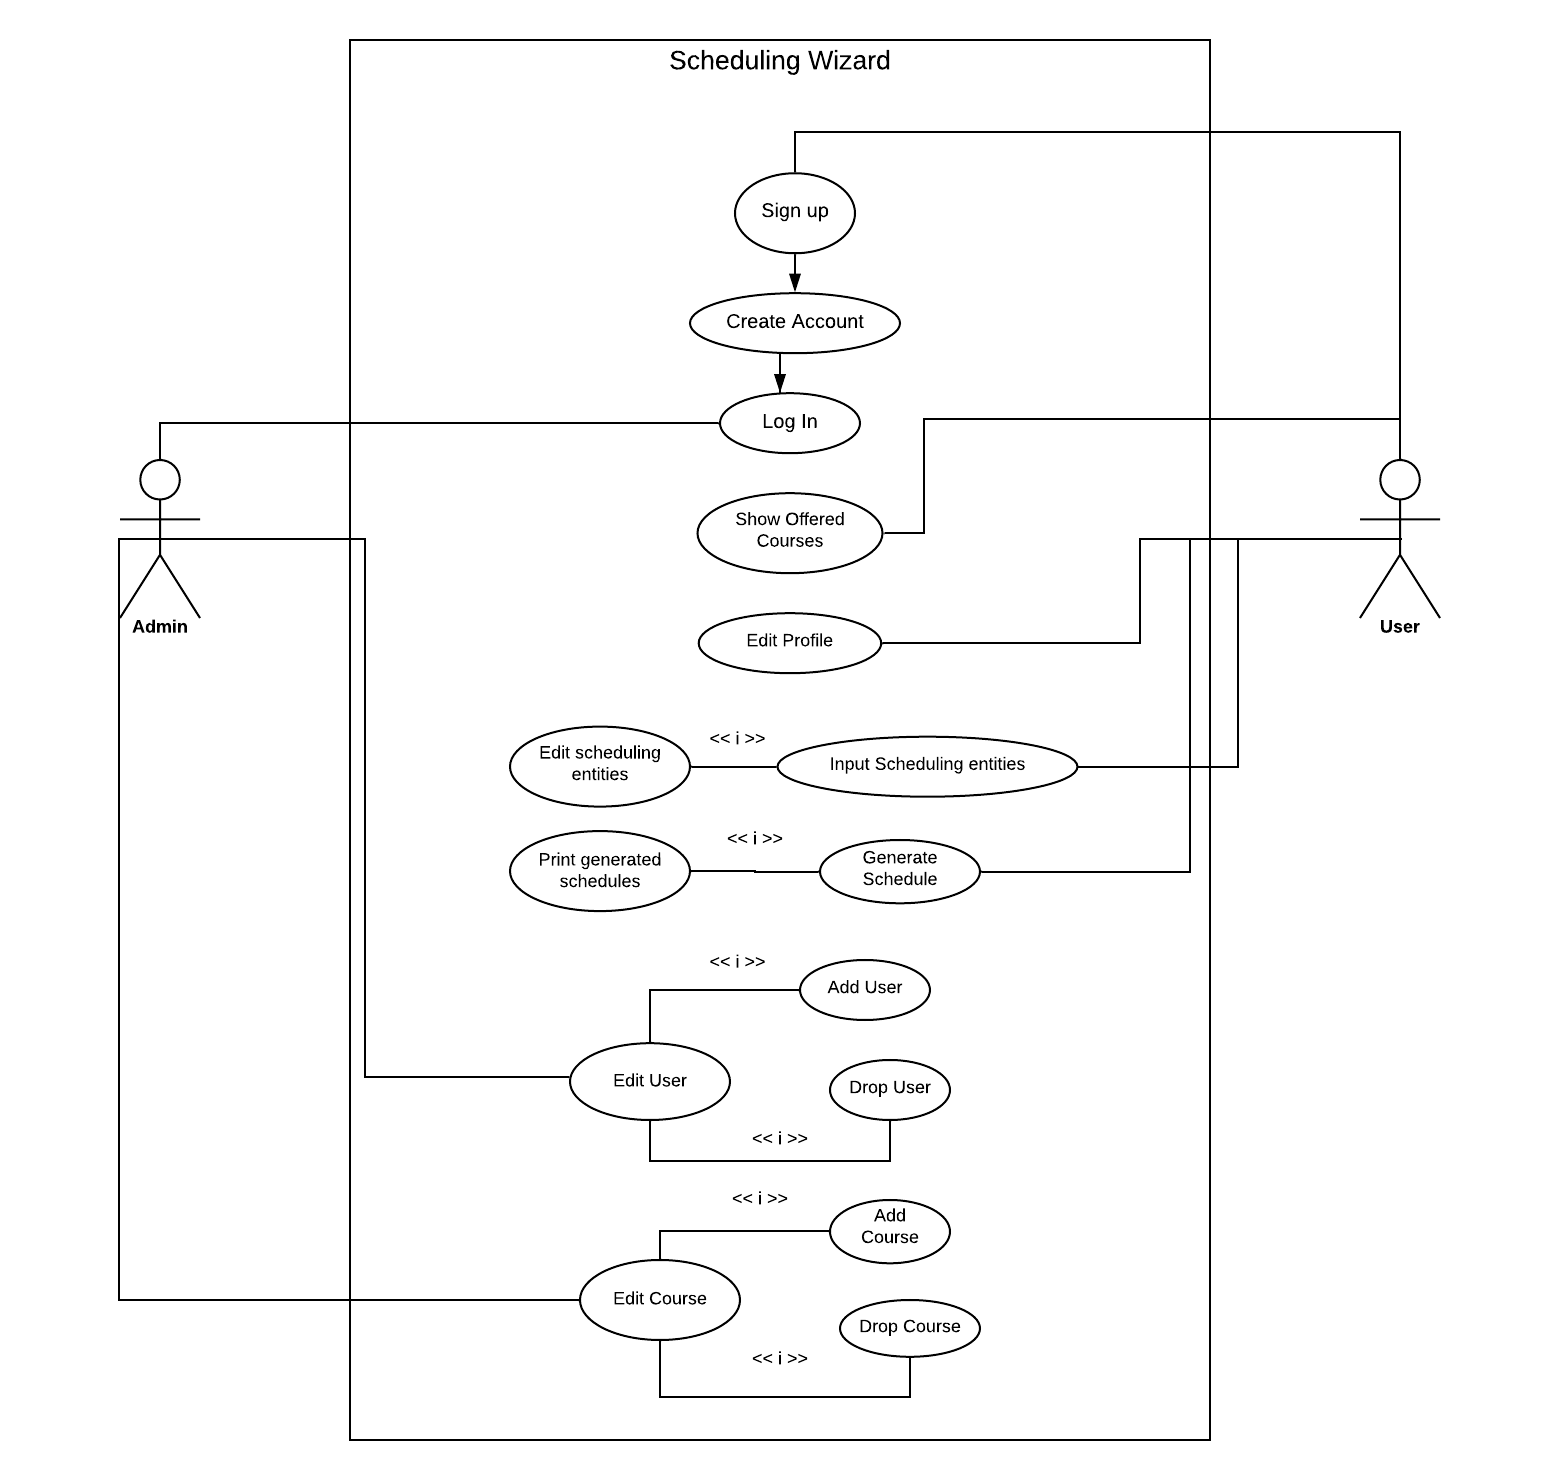 Scheduling Wizard
Sign up
Create Account
Log In
Show Offered
Courses
Admin
User
Edit Profile
<< i >>
Edit scheduling
entities
Input Scheduling entities
<< i >>
Print generated
schedules
Generate
Schedule
<< i >>
Add User
Edit User
Drop User
<< i >>
<< i >>
Add
Course
Edit Course
Drop Course
<< i >>